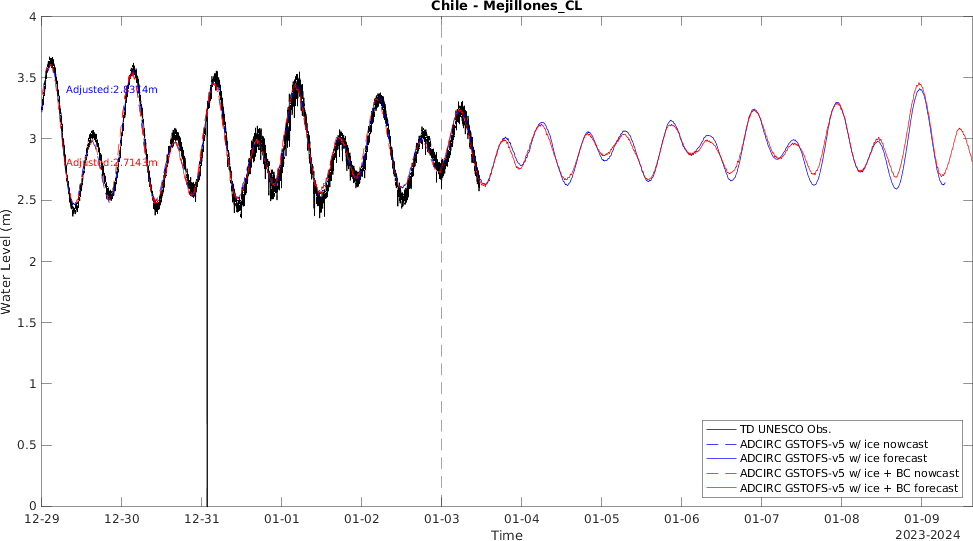 Chile - Mejillones_CL
4
3.5
3
2.5
2
1.5
1
0.5
0
Water Level (m)
Adjusted:2.8314m
Adjusted:2.7143m
TD UNESCO Obs.
ADCIRC GSTOFS-v5 w/ ice nowcast
ADCIRC GSTOFS-v5 w/ ice forecast
ADCIRC GSTOFS-v5 w/ ice + BC nowcast
ADCIRC GSTOFS-v5 w/ ice + BC forecast
12-29 12-30 12-31 01-01 01-02 01-03 01-04 01-05 01-06 01-07 01-08 01-09
Time
2023-2024